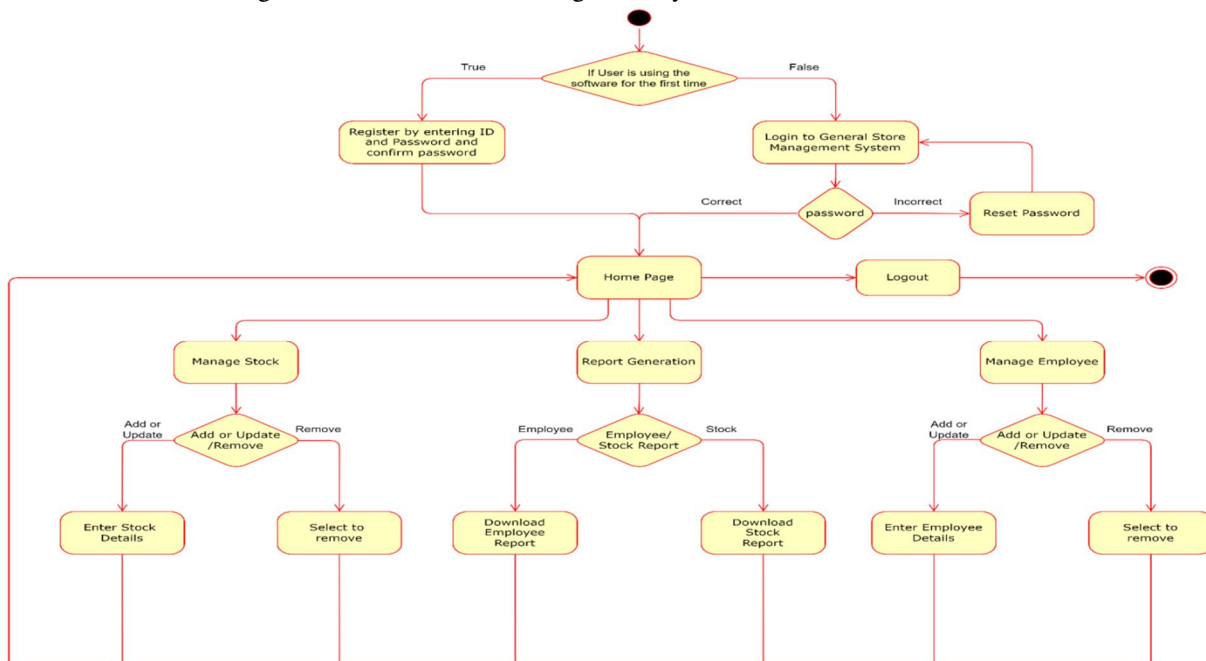 If User is using the
software for the first time
True
False
Register by entering ID
and Password and
confirm password
Login to General Store
Management System
Correct
password
Incorrect
Reset Password
Home Page
Logout
Manage Stock
Report Generation
Manage Employee
Add or
Update
Add or Update
/Remove
Remove
Employee
Employee/
Stock Report
Stock
Add or
Update
Add or Update
/Remove
Remove
Enter Stock
Details
Select to
remove
Download
Employee
Report
Download
Stock
Report
Enter Employee
Details
Select to
remove